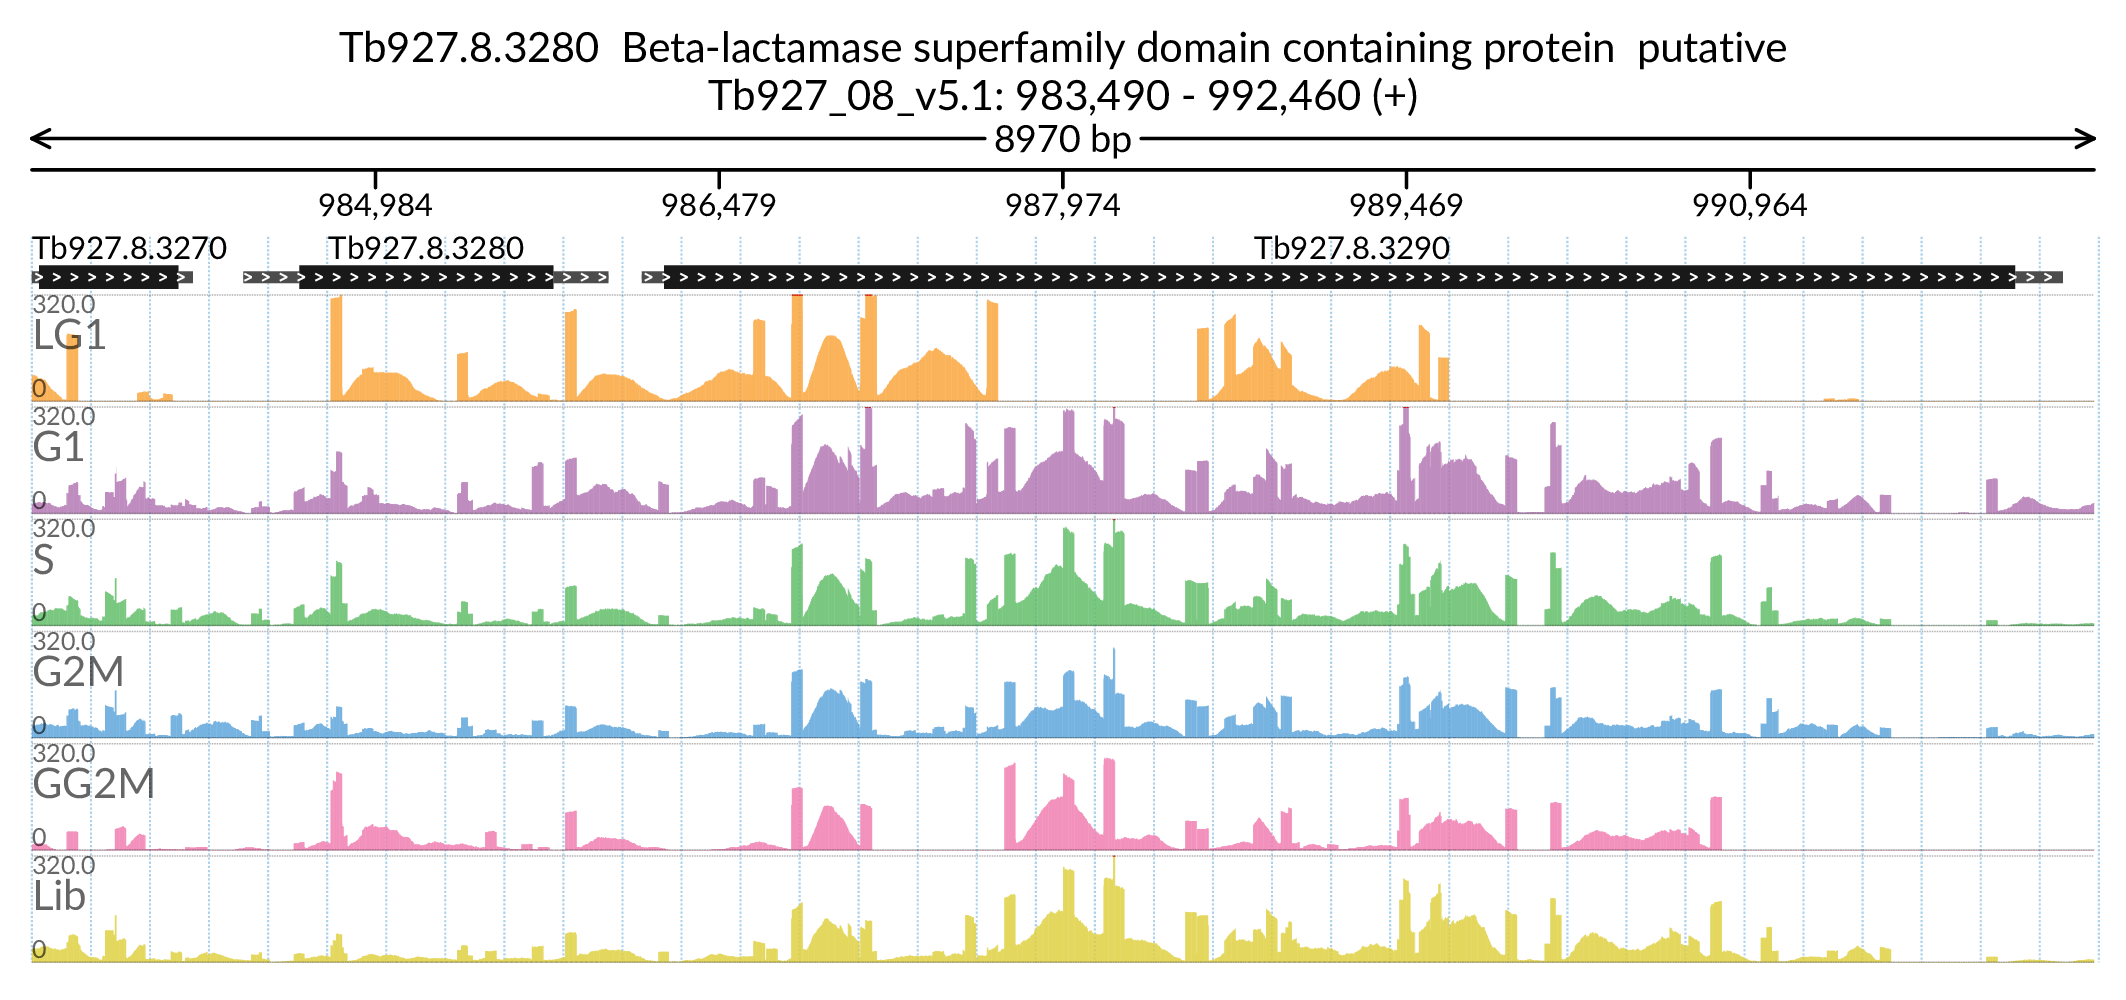 Tb927.8.3280 Beta-lactamase superfamily domain containing protein putative
Tb927_08_v5.1: 983,490 - 992,460 (+)
8970 bp
984,984 986,479 987,974 989,469 990,964
Tb927.8.3270 Tb927.8.3280 Tb927.8.3290
320.0
LG1
0
320.0
G1
0
320.0
S
0
320.0
G2M
0
320.0
GG2M
0
320.0
Lib
0